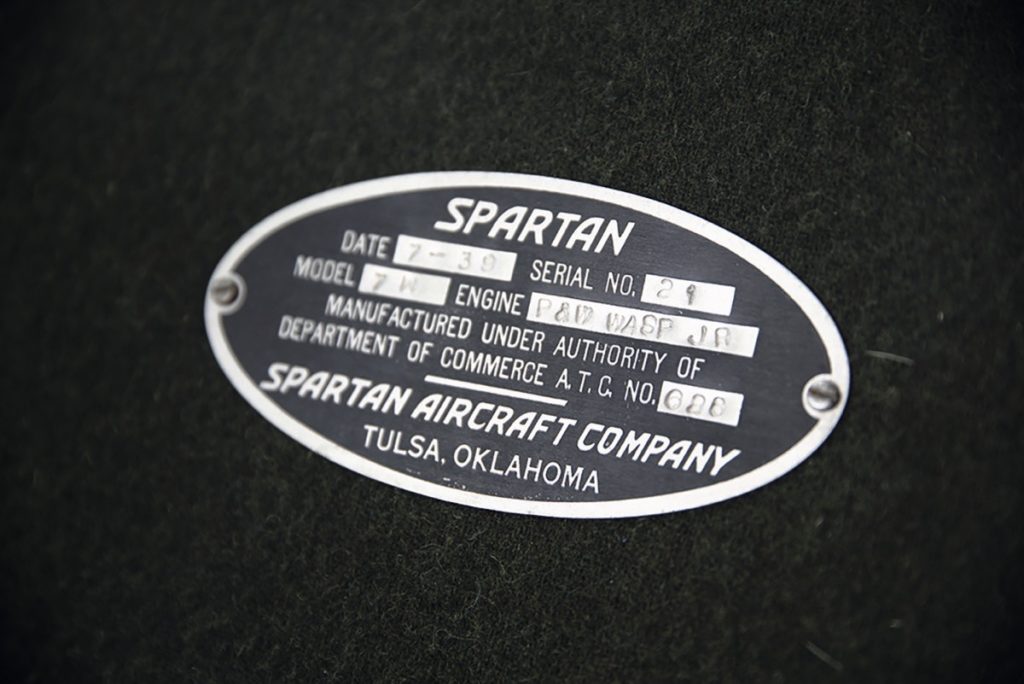 SPARTAN
DATE 7-39 SERIAL NO. 21
MODEL 7W ENGINE P&W WASP JR
MANUFACTURED UNDER AUTHORITY OF
DEPARTMENT OF COMMERCE A.T.C. NO.
SPARTAN AIRCRAFT COMPANY
TULSA, OKLAHOMA